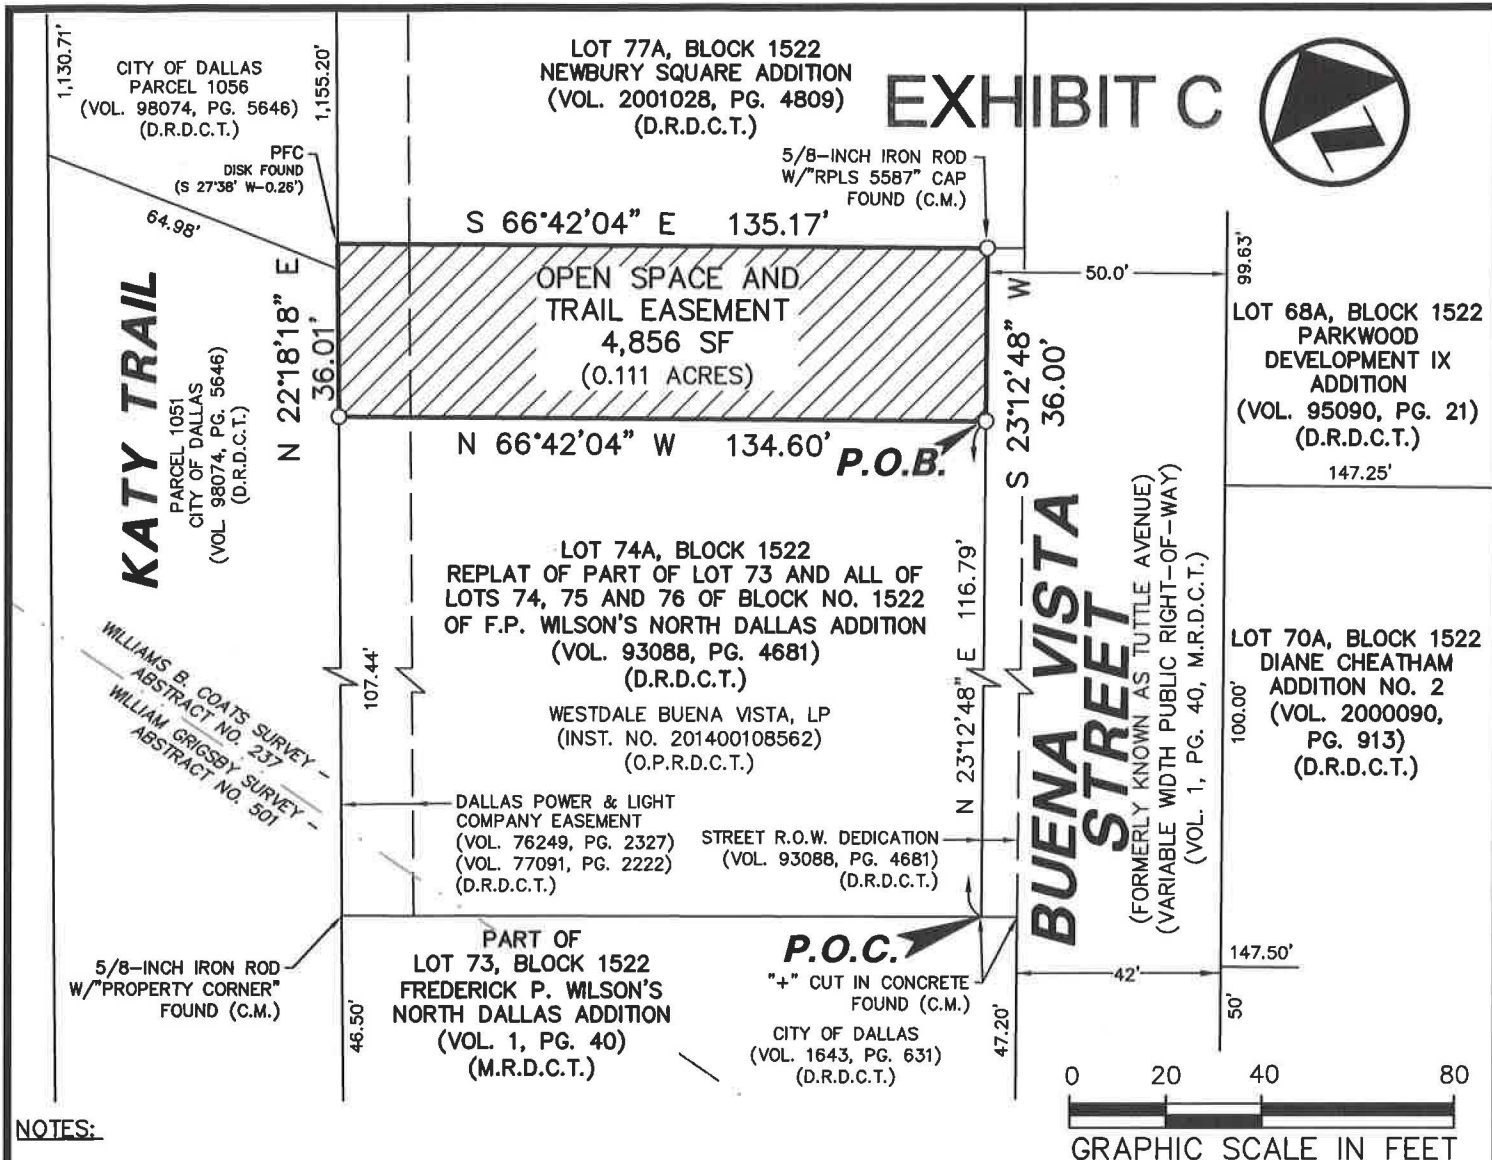 1,130.71'
CITY OF DALLAS
PARCEL 1056
(VOL. 98074, PG. 5646)
(D.R.D.C.T.)
1,155.20'
LOT 77A, BLOCK 1522
NEWBURY SQUARE ADDITION
(VOL. 2001028, PG. 4809)
(D.R.D.C.T.)
EXHIBIT C
PFC
DISK FOUND
(S 27°38' W-0.26')
5/8-INCH IRON ROD
W/"RPLS 5587" CAP
FOUND (C.M.)
64.98'
S 66°42'04" E 135.17'
OPEN SPACE AND
TRAIL EASEMENT
4,856 SF
(0.111 ACRES)
N 22°18'18" E
36.01'
S 23°12'48" W
36.00'
50.0'
99.63'
LOT 68A, BLOCK 1522
PARKWOOD
DEVELOPMENT IX
ADDITION
(VOL. 95090, PG. 21)
(D.R.D.C.T.)
147.25'
KATY TRAIL
PARCEL 1051
CITY OF DALLAS
(VOL. 98074, PG. 5646)
(D.R.D.C.T.)
N 66°42'04" W 134.60'
P.O.B.
LOT 74A, BLOCK 1522
REPLAT OF PART OF LOT 73 AND ALL OF
LOTS 74, 75 AND 76 OF BLOCK NO. 1522
OF F.P. WILSON'S NORTH DALLAS ADDITION
(VOL. 93088, PG. 4681)
(D.R.D.C.T.)
WESTDALE BUENA VISTA, LP
(INST. NO. 201400108562)
(O.P.R.D.C.T.)
107.44'
N 23°12'48" E 116.79'
BUENA VISTA
STREET
(FORMERLY KNOWN AS TUTTLE AVENUE)
(VARIABLE WIDTH PUBLIC RIGHT-OF-WAY)
(VOL. 1, PG. 40, M.R.D.C.T.)
LOT 70A, BLOCK 1522
DIANE CHEATHAM
ADDITION NO. 2
(VOL. 2000090,
PG. 913)
(D.R.D.C.T.)
100.00'
WILLIAMS B. COATS SURVEY
ABSTRACT NO. 237
WILLIAM GRIGSBY SURVEY
ABSTRACT NO. 501
DALLAS POWER & LIGHT
COMPANY EASEMENT
(VOL. 76249, PG. 2327)
(VOL. 77091, PG. 2222)
(D.R.D.C.T.)
STREET R.O.W. DEDICATION
(VOL. 93088, PG. 4681)
(D.R.D.C.T.)
5/8-INCH IRON ROD
W/"PROPERTY CORNER"
FOUND (C.M.)
46.50'
PART OF
LOT 73, BLOCK 1522
FREDERICK P. WILSON'S
NORTH DALLAS ADDITION
(VOL. 1, PG. 40)
(M.R.D.C.T.)
P.O.C.
"+" CUT IN CONCRETE
FOUND (C.M.)
CITY OF DALLAS
(VOL. 1643, PG. 631)
(D.R.D.C.T.)
47.20'
42'
147.50'
50'
0 20 40 80
GRAPHIC SCALE IN FEET
NOTES: